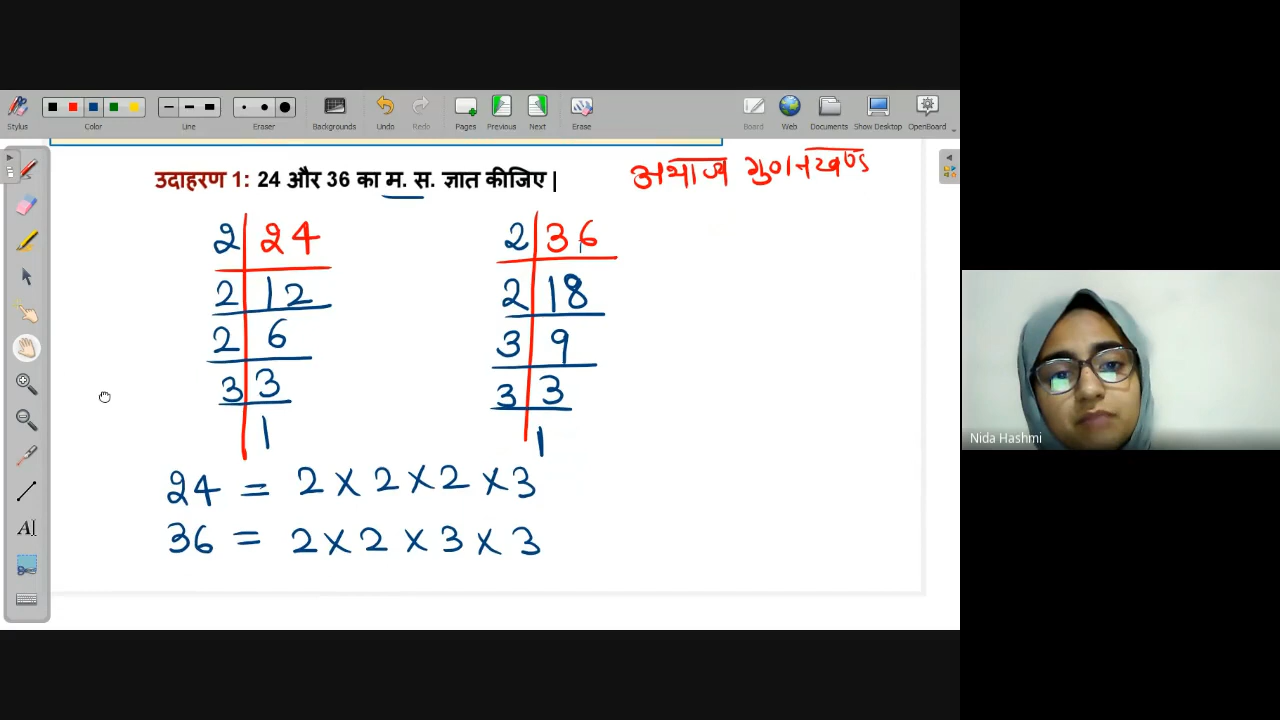 Stylus Color Line Eraser Backgrounds Undo Redo Pages Previous Next Erase Board Web Documents Show Desktop OpenBoard
उदाहरण 1: 24 और 36 का म. स. ज्ञात कीजिए |
अभाज्य गुणनखण्ड
2 24
2 12
2 6
3 3
1
2 36
2 18
3 9
3 3
1
24 = 2 × 2 × 2 × 3
36 = 2 × 2 × 3 × 3
Nida Hashmi